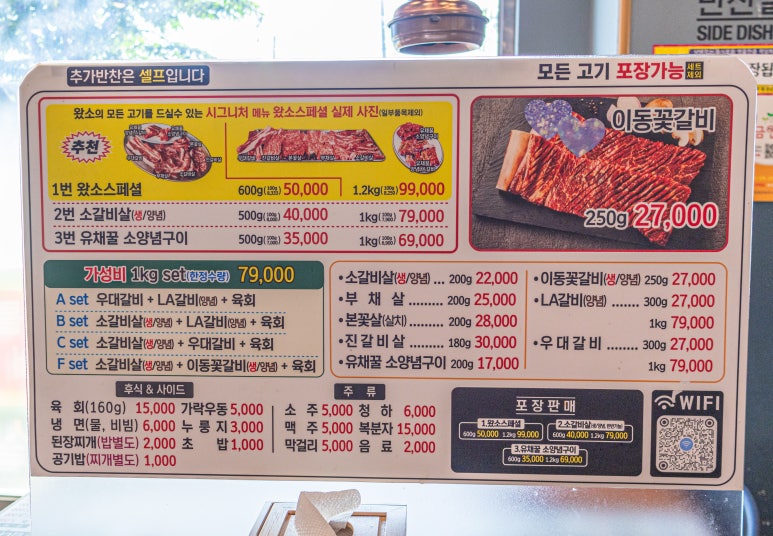 추가반찬은 셀프입니다
모든 고기 포장가능 세트제외
SIDE DISH
왔소의 모든 고기를 드실수 있는 시그니처 메뉴 왔소스페셜 실제 사진(일부품목제외)
추천
1번 왔소스페셜 600g 50,000 1.2kg 99,000
2번 소갈비살(생/양념) 500g 40,000 1kg 79,000
3번 유채꿀 소양념구이 500g 35,000 1kg 69,000
이동꽃갈비
250g 27,000
가성비 1kg set(한정수량) 79,000
A set 우대갈비 + LA갈비(양념) + 육회
B set 소갈비살(생/양념) + LA갈비(양념) + 육회
C set 소갈비살(생/양념) + 우대갈비 + 육회
F set 소갈비살(생/양념) + 이동꽃갈비(생/양념) + 육회
•소갈비살(생/양념) .... 200g 22,000
•부 채 살 ........... 200g 25,000
•본꽃살(살치) ......... 200g 28,000
•진갈비살 ........... 180g 30,000
•유채꿀 소양념구이 200g 17,000
•이동꽃갈비(생/양념) 250g 27,000
•LA갈비(양념) ....... 300g 27,000
1kg 79,000
•우대갈비 ........ 300g 27,000
1kg 79,000
후식 & 사이드
육 회(160g) 15,000 가락우동 5,000
냉 면(물, 비빔) 6,000 누 룽 지 3,000
된장찌개(밥별도) 2,000 초 밥 1,000
공기밥(찌개별도) 1,000
주 류
소 주 5,000 청 하 6,000
맥 주 5,000 복분자 15,000
막걸리 5,000 음 료 2,000
포장판매
1.왔소스페셜
600g 50,000 1.2kg 99,000
2.소갈비살
600g 40,000 1.2kg 79,000
3.유채꿀 소양념구이
600g 35,000 1.2kg 69,000
WIFI